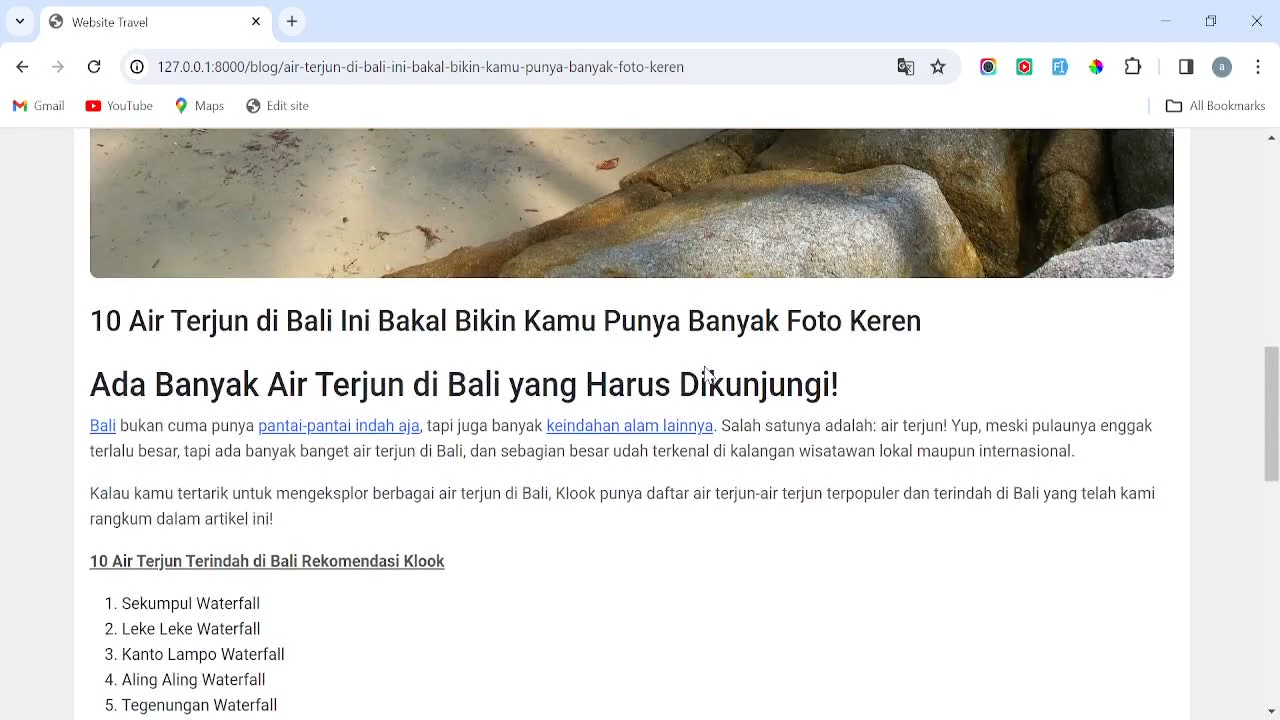 Website Travel
127.0.0.1:8000/blog/air-terjun-di-bali-ini-bakal-bikin-kamu-punya-banyak-foto-keren
a
Gmail
YouTube
Maps
Edit site
All Bookmarks
10 Air Terjun di Bali Ini Bakal Bikin Kamu Punya Banyak Foto Keren
Ada Banyak Air Terjun di Bali yang Harus Dikunjungi!
Bali bukan cuma punya pantai-pantai indah aja, tapi juga banyak keindahan alam lainnya. Salah satunya adalah: air terjun! Yup, meski pulaunya enggak
terlalu besar, tapi ada banyak banget air terjun di Bali, dan sebagian besar udah terkenal di kalangan wisatawan lokal maupun internasional.
Kalau kamu tertarik untuk mengeksplor berbagai air terjun di Bali, Klook punya daftar air terjun-air terjun terpopuler dan terindah di Bali yang telah kami
rangkum dalam artikel ini!
10 Air Terjun Terindah di Bali Rekomendasi Klook
1. Sekumpul Waterfall
2. Leke Leke Waterfall
3. Kanto Lampo Waterfall
4. Aling Aling Waterfall
5. Tegenungan Waterfall